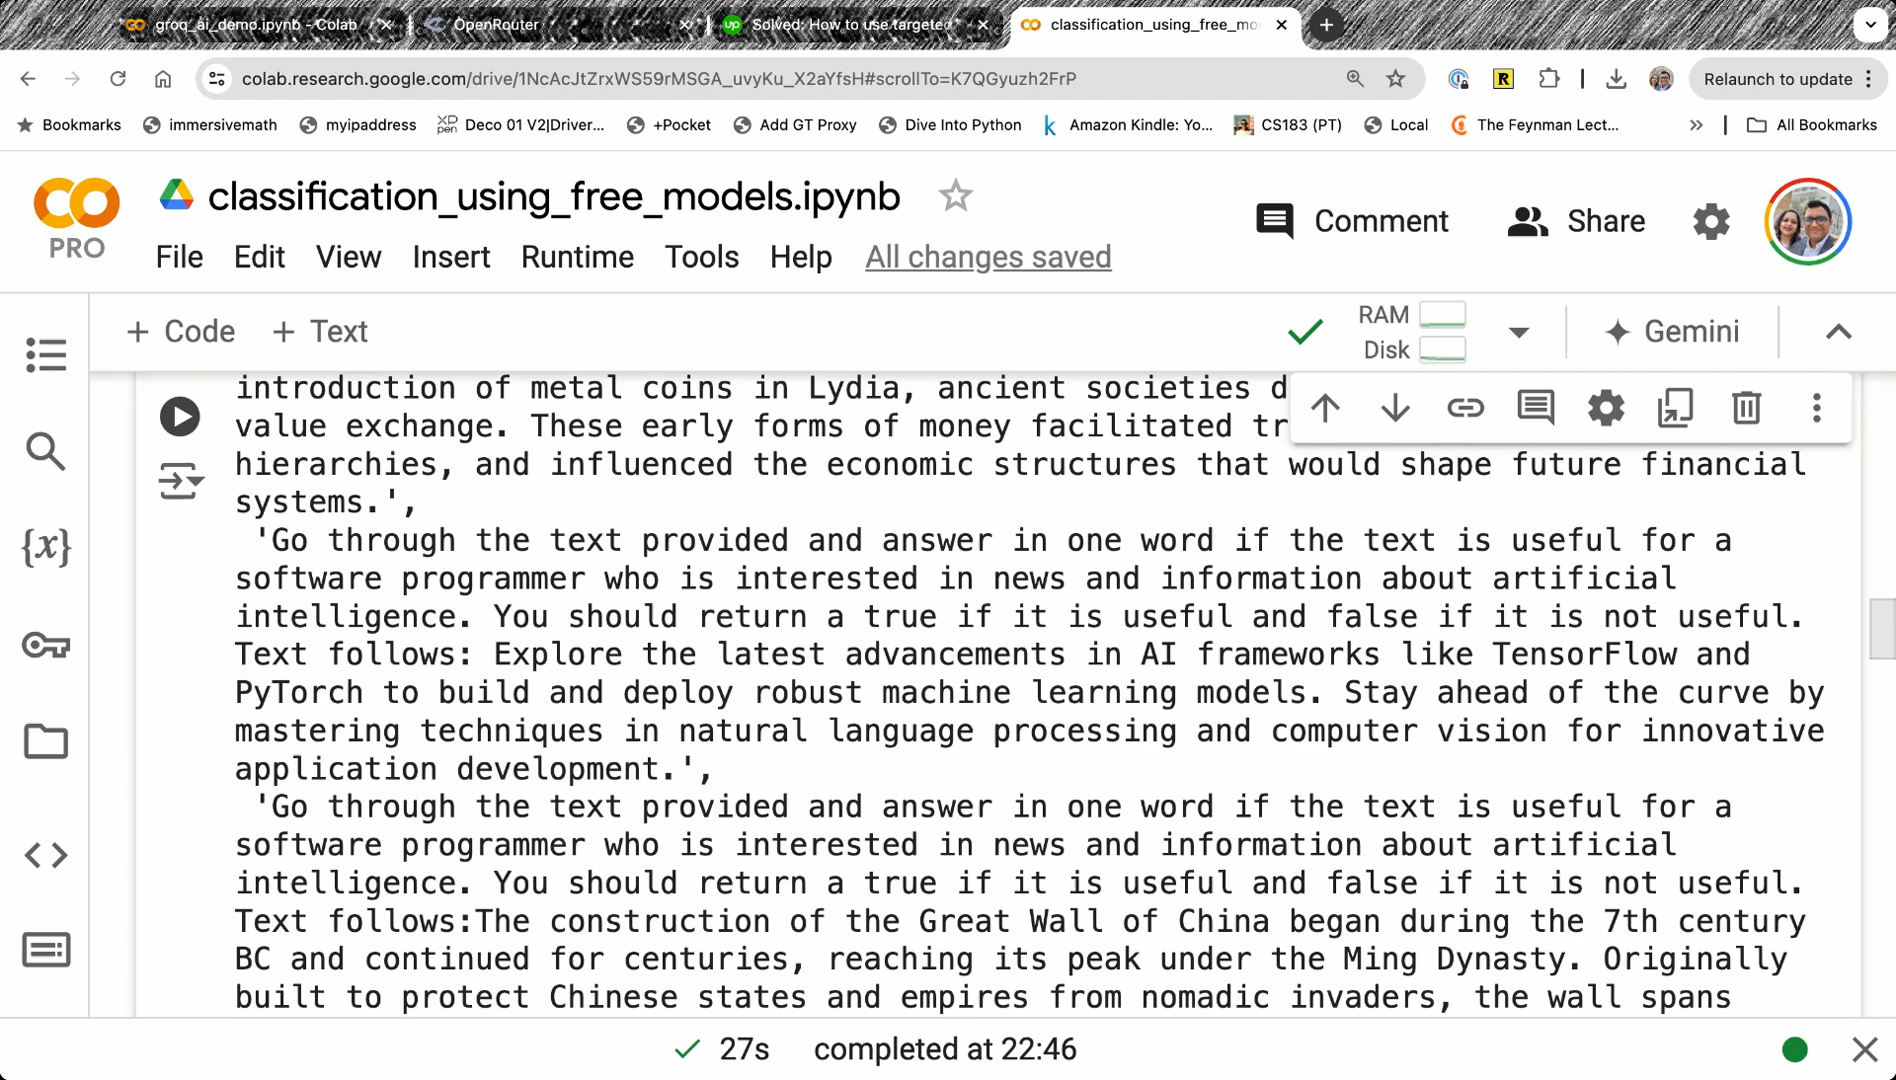 groq_ai_demo.ipynb - Colab
OpenRouter
Solved: How to use targeted
classification_using_free_mo
colab.research.google.com/drive/1NcAcJtZrxWS59rMSGA_uvyKu_X2aYfsH#scrollTo=K7QGyuzh2FrP
Relaunch to update
Bookmarks
immersivemath
myipaddress
XD pen
Deco 01 V2|Driver...
+Pocket
Add GT Proxy
Dive Into Python
Amazon Kindle: Yo...
CS183 (PT)
Local
The Feynman Lect...
All Bookmarks
PRO
classification_using_free_models.ipynb
Comment
Share
File Edit View Insert Runtime Tools Help All changes saved
+ Code + Text
RAM
Disk
Gemini
introduction of metal coins in Lydia, ancient societies d
value exchange. These early forms of money facilitated tr
hierarchies, and influenced the economic structures that would shape future financial
systems.',
'Go through the text provided and answer in one word if the text is useful for a
software programmer who is interested in news and information about artificial
intelligence. You should return a true if it is useful and false if it is not useful.
Text follows: Explore the latest advancements in AI frameworks like TensorFlow and
PyTorch to build and deploy robust machine learning models. Stay ahead of the curve by
mastering techniques in natural language processing and computer vision for innovative
application development.',
'Go through the text provided and answer in one word if the text is useful for a
software programmer who is interested in news and information about artificial
intelligence. You should return a true if it is useful and false if it is not useful.
Text follows:The construction of the Great Wall of China began during the 7th century
BC and continued for centuries, reaching its peak under the Ming Dynasty. Originally
built to protect Chinese states and empires from nomadic invaders, the wall spans
27s completed at 22:46